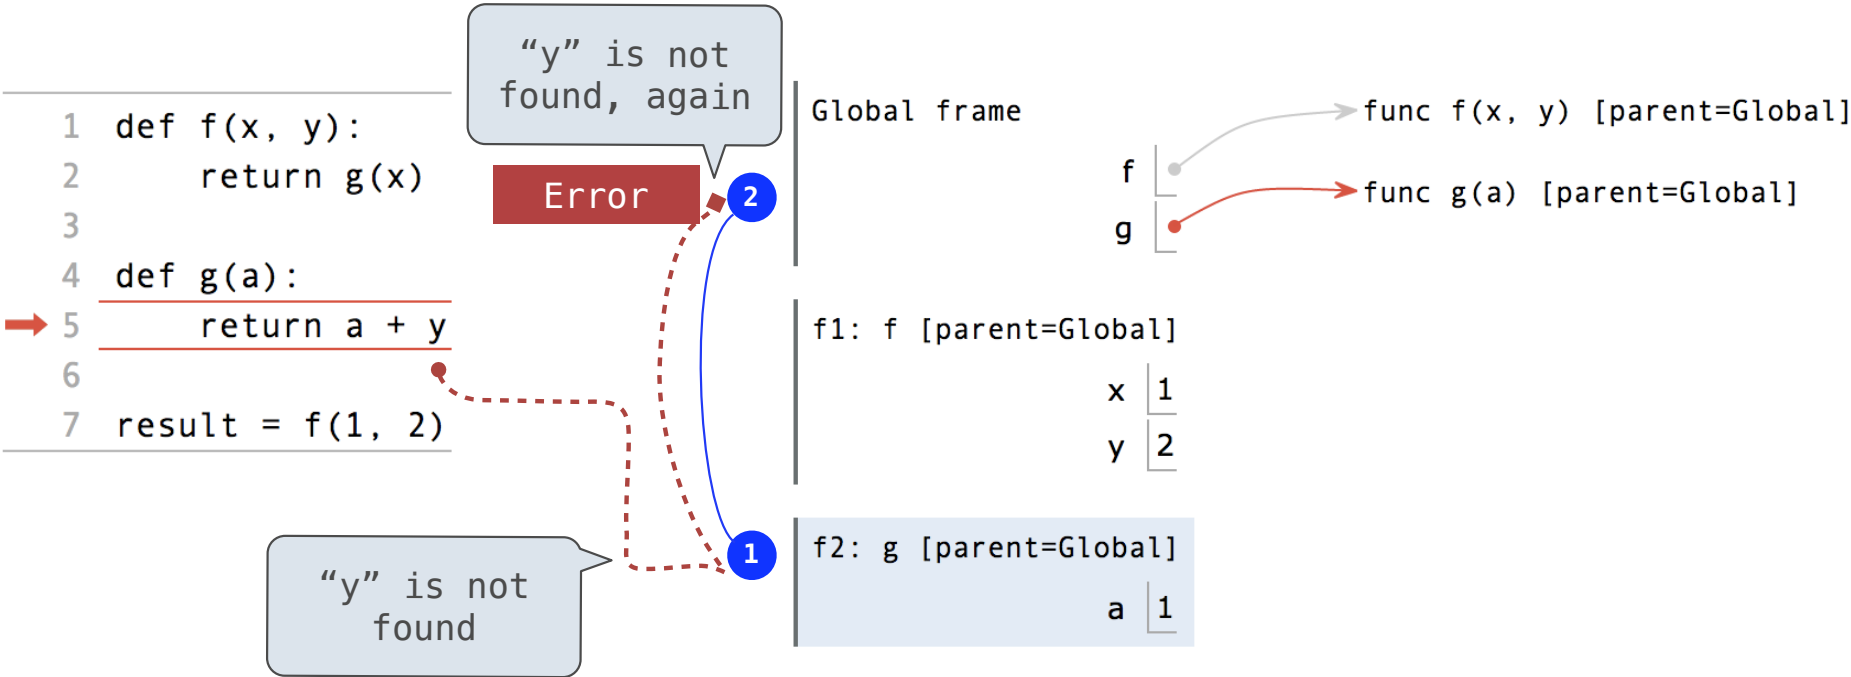 “y” is not
found, again
Error
1 def f(x, y):
2     return g(x)
3
4 def g(a):
5     return a + y
6
7 result = f(1, 2)
“y” is not
found
2
1
Global frame
f
g
func f(x, y) [parent=Global]
func g(a) [parent=Global]
f1: f [parent=Global]
x 1
y 2
f2: g [parent=Global]
a 1